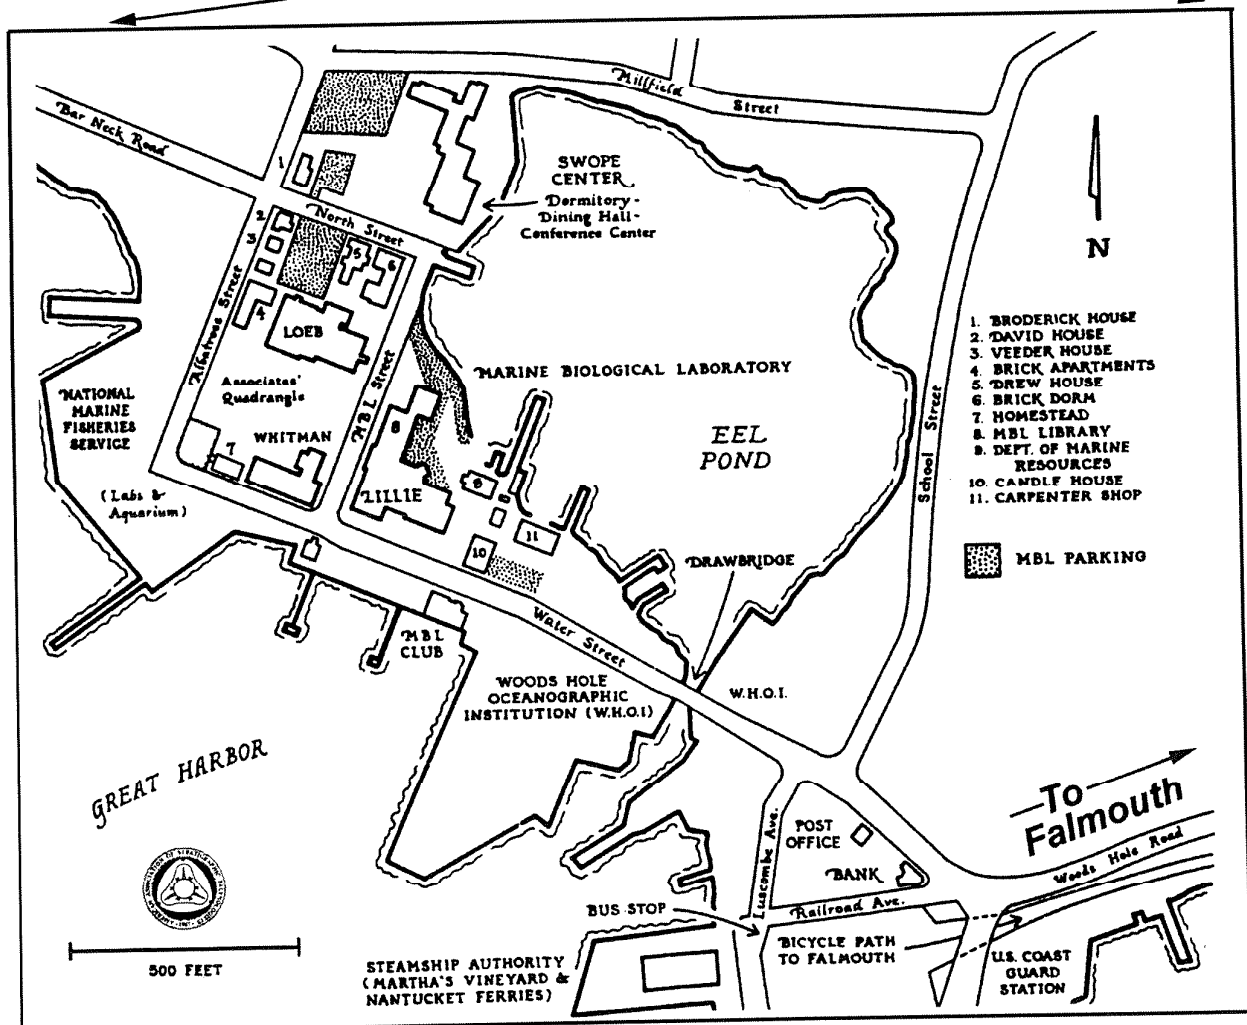 Millfield
Street
Bar Neck Road
1
SWOPE
CENTER
Dormitory -
Dining Hall -
Conference Center
North Street
2
3
4
5
6
N
Albatross Street
LOEB
MBL Street
Associates'
Quadrangle
MARINE BIOLOGICAL LABORATORY
NATIONAL
MARINE
FISHERIES
SERVICE
(Labs &
Aquarium)
7
WHITMAN
8
LILLIE
9
10
11
EEL
POND
School Street
1. BRODERICK HOUSE
2. DAVID HOUSE
3. VEEDER HOUSE
4. BRICK APARTMENTS
5. DREW HOUSE
6. BRICK DORM
7. HOMESTEAD
8. MBL LIBRARY
9. DEPT. OF MARINE
RESOURCES
10. CANDLE HOUSE
11. CARPENTER SHOP
MBL PARKING
DRAWBRIDGE
Water Street
MBL
CLUB
WOODS HOLE
OCEANOGRAPHIC
INSTITUTION (W.H.O.I)
W.H.O.I.
GREAT HARBOR
To
Falmouth
Woods Hole Road
POST
OFFICE
Luscombe Ave.
BANK
Railroad Ave.
BUS STOP
BICYCLE PATH
TO FALMOUTH
U.S. COAST
GUARD
STATION
STEAMSHIP AUTHORITY
(MARTHA'S VINEYARD &
NANTUCKET FERRIES)
500 FEET